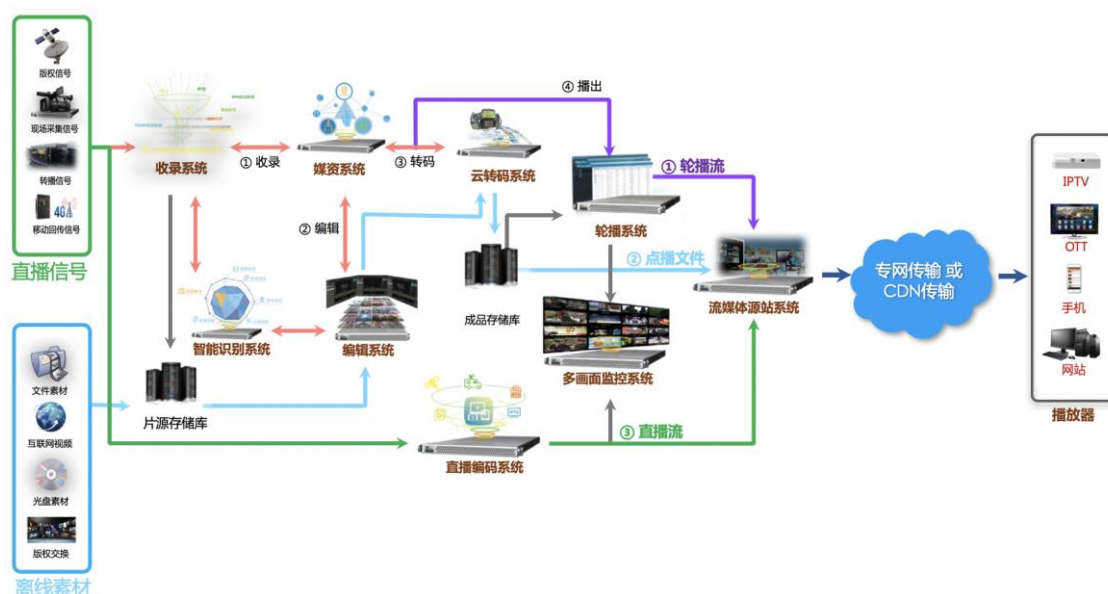 版权信号
现场采集信号
转播信号
4G
移动回传信号
直播信号
收录系统
① 收录
媒资系统
③ 转码
④ 播出
云转码系统
轮播系统
① 轮播流
② 编辑
成品存储库
② 点播文件
流媒体源站系统
专网传输 或
CDN传输
IPTV
OTT
手机
网站
播放器
智能识别系统
编辑系统
多画面监控系统
片源存储库
③ 直播流
直播编码系统
文件素材
互联网视频
光盘素材
版权交换
离线素材